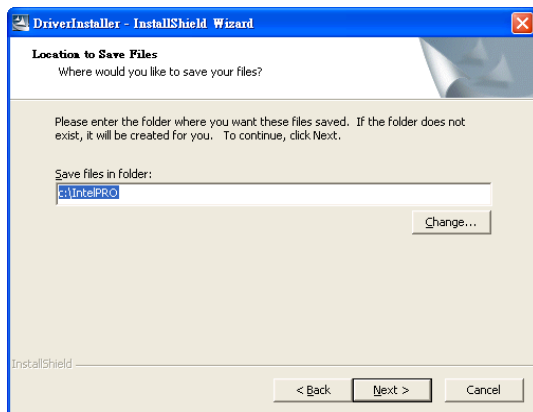 DriverInstaller - InstallShield Wizard
Location to Save Files
Where would you like to save your files?
Please enter the folder where you want these files saved.  If the folder does not
exist, it will be created for you.   To continue, click Next.
Save files in folder:
c:\IntelPRO
Change...
InstallShield
< Back
Next >
Cancel